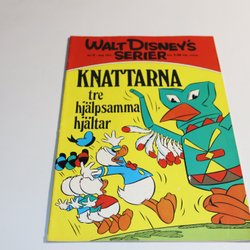 WALT DISNEY'S
SERIER
KNATTARNA
tre
hjälpsamma
hjältar